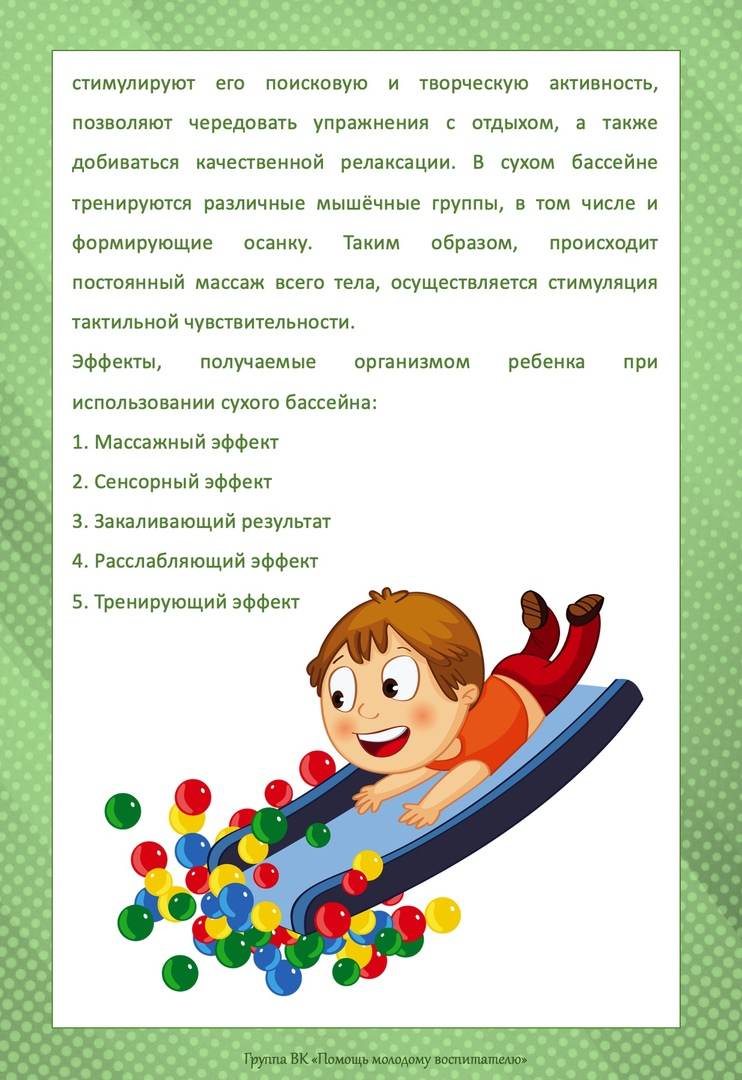 стимулируют его поисковую и творческую активность,
позволяют чередовать упражнения с отдыхом, а также
добиваться качественной релаксации. В сухом бассейне
тренируются различные мышёчные группы, в том числе и
формирующие осанку. Таким образом, происходит
постоянный массаж всего тела, осуществляется стимуляция
тактильной чувствительности.
Эффекты, получаемые организмом ребенка при
использовании сухого бассейна:
1. Массажный эффект
2. Сенсорный эффект
3. Закаливающий результат
4. Расслабляющий эффект
5. Тренирующий эффект
Группа ВК «Помощь молодому воспитателю»